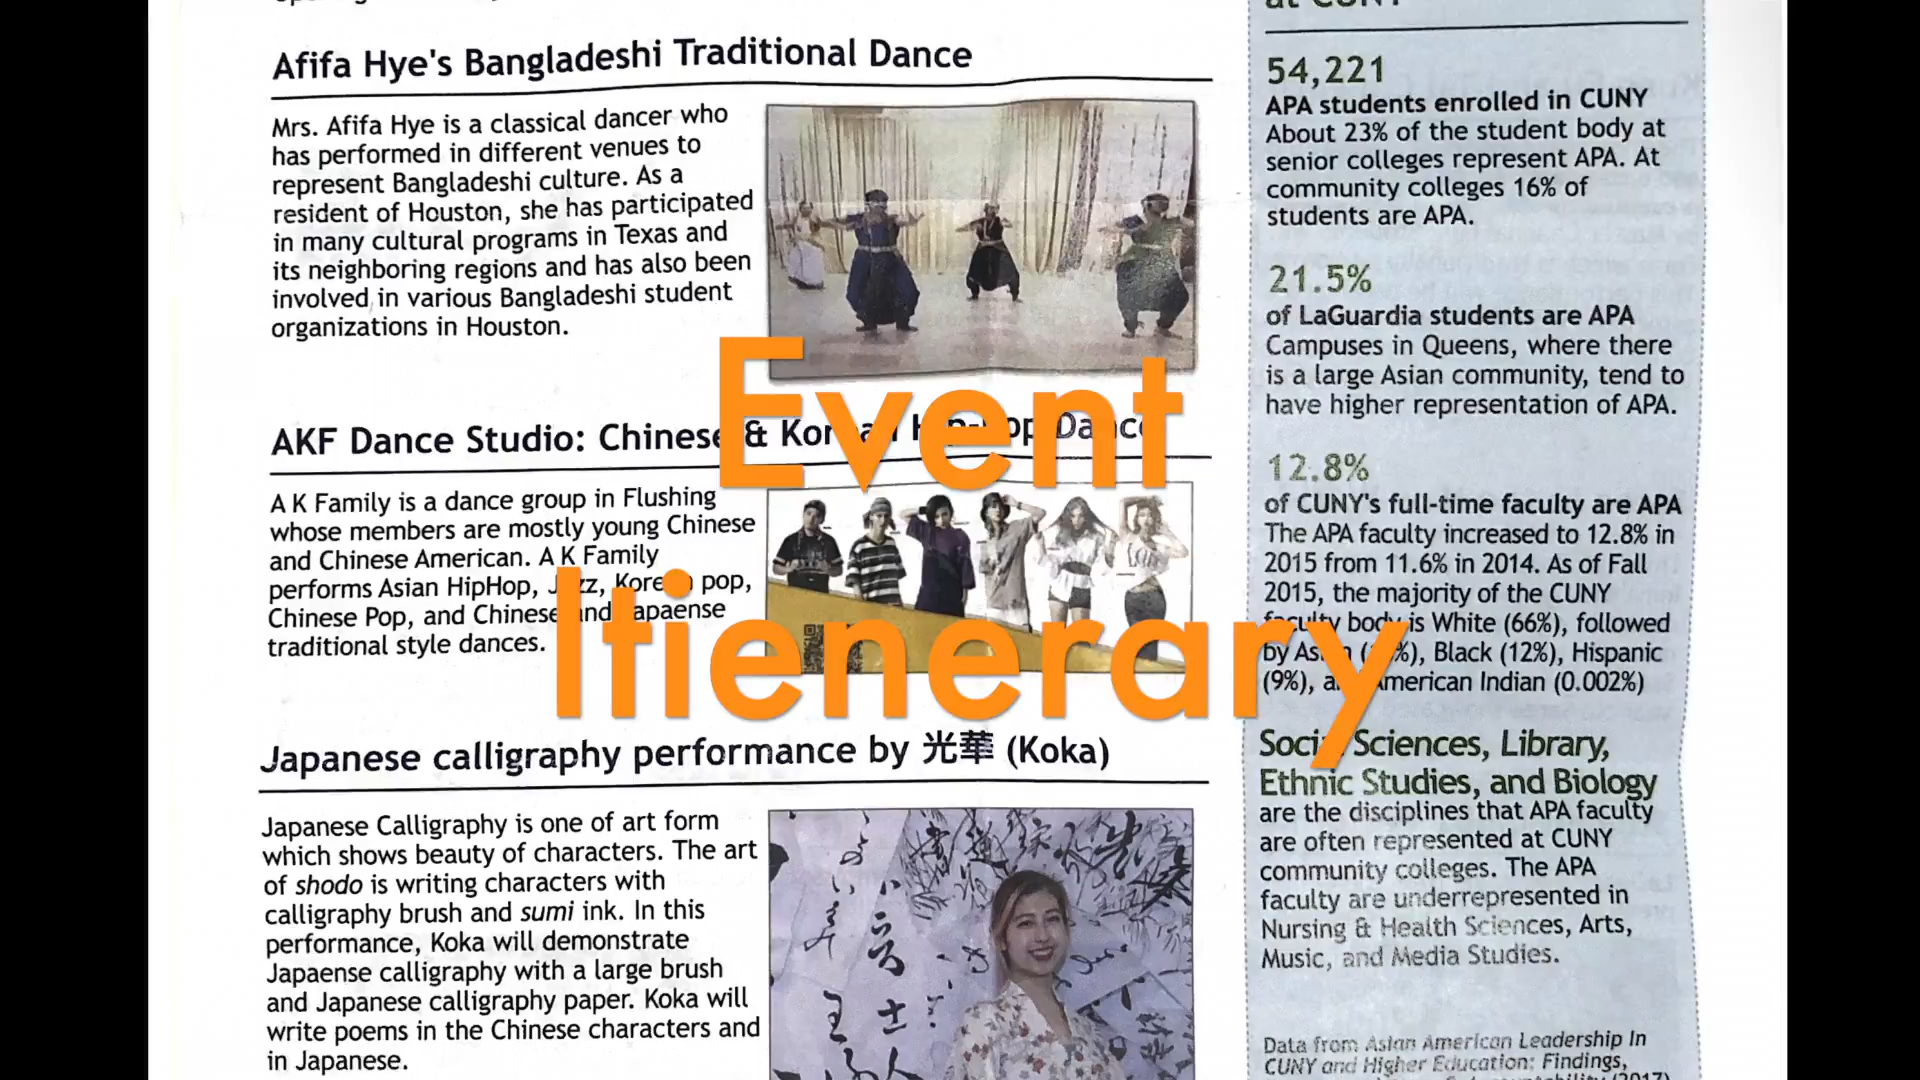 at CUNY
Afifa Hye's Bangladeshi Traditional Dance
Mrs. Afifa Hye is a classical dancer who
has performed in different venues to
represent Bangladeshi culture. As a
resident of Houston, she has participated
in many cultural programs in Texas and
its neighboring regions and has also been
involved in various Bangladeshi student
organizations in Houston.
AKF Dance Studio: Chinese & Korean Dance
A K Family is a dance group in Flushing
whose members are mostly young Chinese
and Chinese American. A K Family
performs Asian HipHop, Jazz, Korean pop,
Chinese Pop, and Chinese and Japaense
traditional style dances.
Japanese calligraphy performance by 光華 (Koka)
Japanese Calligraphy is one of art form
which shows beauty of characters. The art
of shodo is writing characters with
calligraphy brush and sumi ink. In this
performance, Koka will demonstrate
Japaense calligraphy with a large brush
and Japanese calligraphy paper. Koka will
write poems in the Chinese characters and
in Japanese.
Event
Itienerary
54,221
APA students enrolled in CUNY
About 23% of the student body at
senior colleges represent APA. At
community colleges 16% of
students are APA.
21.5%
of LaGuardia students are APA
Campuses in Queens, where there
is a large Asian community, tend to
have higher representation of APA.
12.8%
of CUNY's full-time faculty are APA
The APA faculty increased to 12.8% in
2015 from 11.6% in 2014. As of Fall
2015, the majority of the CUNY
faculty body is White (66%), followed
by Asian Black (12%), Hispanic
(9%), and American Indian (0.002%)
Social Sciences, Library,
Ethnic Studies, and Biology
are the disciplines that APA faculty
are often represented at CUNY
community colleges. The APA
faculty are underrepresented in
Nursing & Health Sciences, Arts,
Music, and Media Studies.
Data from Asian American Leadership In
CUNY and Higher Education: Findings,